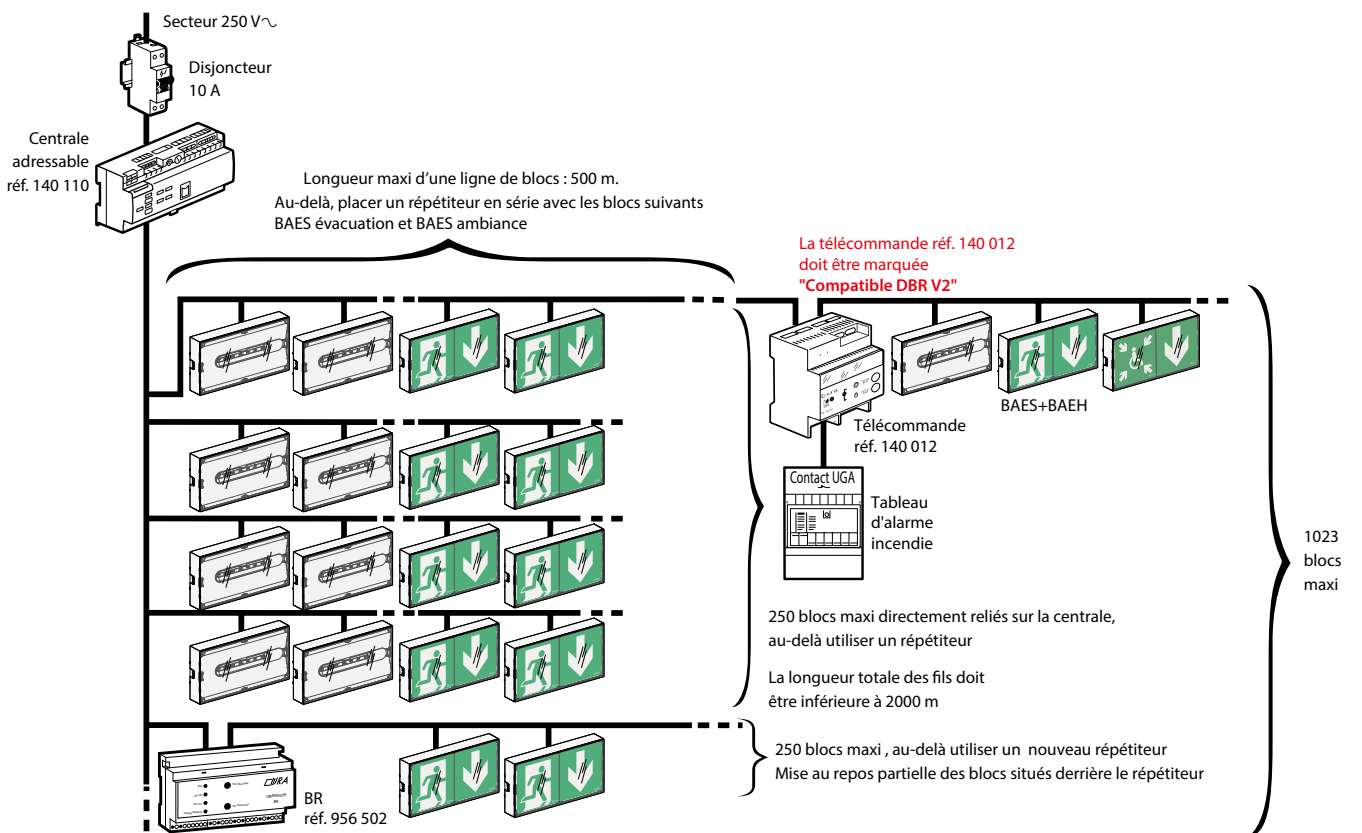 Secteur 250 V∿
Disjoncteur
10 A
Centrale
adressable
réf. 140 110
Longueur maxi d'une ligne de blocs : 500 m.
Au-delà, placer un répétiteur en série avec les blocs suivants
BAES évacuation et BAES ambiance
La télécommande réf. 140 012
doit être marquée
"Compatible DBR V2"
BAES+BAEH
Télécommande
réf. 140 012
Contact UGA
Tableau
d'alarme
incendie
1023
blocs
maxi
250 blocs maxi directement reliés sur la centrale,
au-delà utiliser un répétiteur
La longueur totale des fils doit
être inférieure à 2000 m
250 blocs maxi , au-delà utiliser un nouveau répétiteur
Mise au repos partielle des blocs situés derrière le répétiteur
BR
réf. 956 502